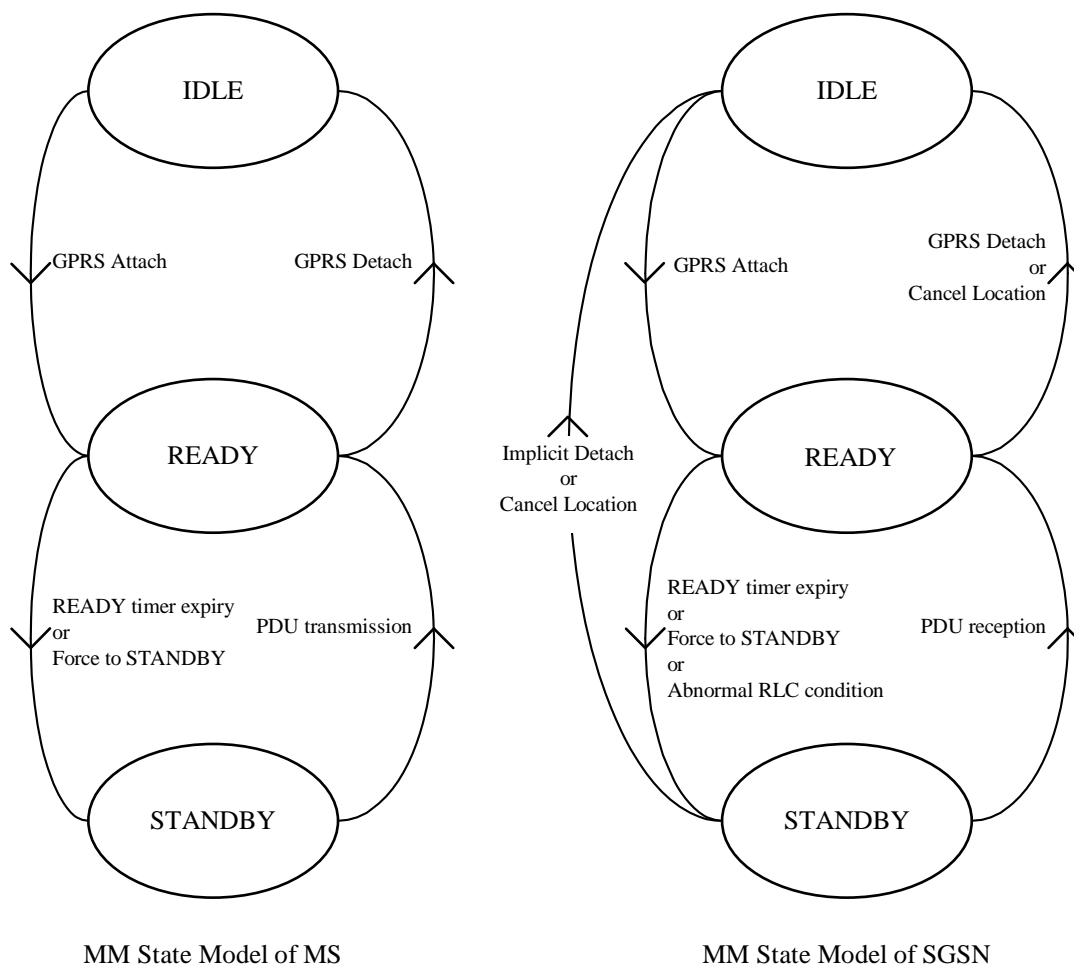 IDLE
GPRS Attach
GPRS Detach
READY
READY timer expiry
or
Force to STANDBY
PDU transmission
STANDBY
MM State Model of MS
IDLE
GPRS Attach
GPRS Detach
or
Cancel Location
READY
Implicit Detach
or
Cancel Location
READY timer expiry
or
Force to STANDBY
or
Abnormal RLC condition
PDU reception
STANDBY
MM State Model of SGSN